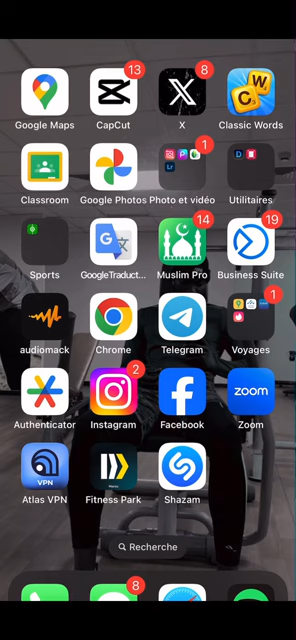 13
8
W
C
Google Maps
CapCut
X
Classic Words
1
Classroom
Google Photos
Photo et vidéo
Utilitaires
14
19
G
Sports
GoogleTraduct...
Muslim Pro
Business Suite
1
audiomack
Chrome
Telegram
Voyages
2
zoom
Authenticator
Instagram
Facebook
Zoom
VPN
Atlas VPN
Fitness Park
Shazam
Recherche
8